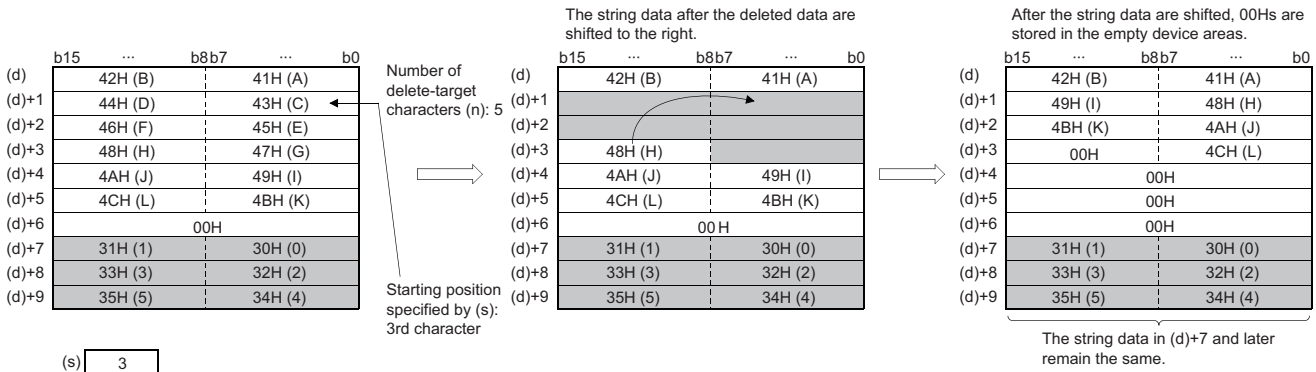 The string data after the deleted data are
shifted to the right.
After the string data are shifted, 00Hs are
stored in the empty device areas.
b15 ... b8b7 ... b0
(d) 42H (B) 41H (A)
(d)+1 44H (D) 43H (C)
(d)+2 46H (F) 45H (E)
(d)+3 48H (H) 47H (G)
(d)+4 4AH (J) 49H (I)
(d)+5 4CH (L) 4BH (K)
(d)+6 00H
(d)+7 31H (1) 30H (0)
(d)+8 33H (3) 32H (2)
(d)+9 35H (5) 34H (4)
(s) 3
Number of
delete-target
characters (n): 5
Starting position
specified by (s):
3rd character
b15 ... b8b7 ... b0
(d) 42H (B) 41H (A)
(d)+1
(d)+2
(d)+3 48H (H)
(d)+4 4AH (J) 49H (I)
(d)+5 4CH (L) 4BH (K)
(d)+6 00H
(d)+7 31H (1) 30H (0)
(d)+8 33H (3) 32H (2)
(d)+9 35H (5) 34H (4)
b15 ... b8b7 ... b0
(d) 42H (B) 41H (A)
(d)+1 49H (I) 48H (H)
(d)+2 4BH (K) 4AH (J)
(d)+3 00H 4CH (L)
(d)+4 00H
(d)+5 00H
(d)+6 00H
(d)+7 31H (1) 30H (0)
(d)+8 33H (3) 32H (2)
(d)+9 35H (5) 34H (4)
The string data in (d)+7 and later
remain the same.